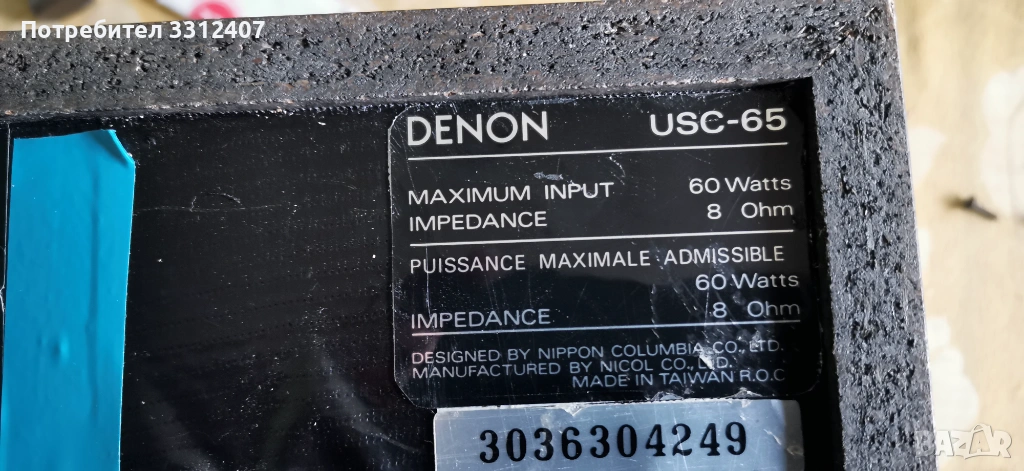 Потребител 3312407
DENON USC-65
MAXIMUM INPUT 60 Watts
IMPEDANCE 8 Ohm
PUISSANCE MAXIMALE ADMISSIBLE
60 Watts
IMPEDANCE 8 Ohm
DESIGNED BY NIPPON COLUMBIA CO., LTD.
MANUFACTURED BY NICOL CO., LTD.
MADE IN TAIWAN R.O.C
3036304249
BAZAR